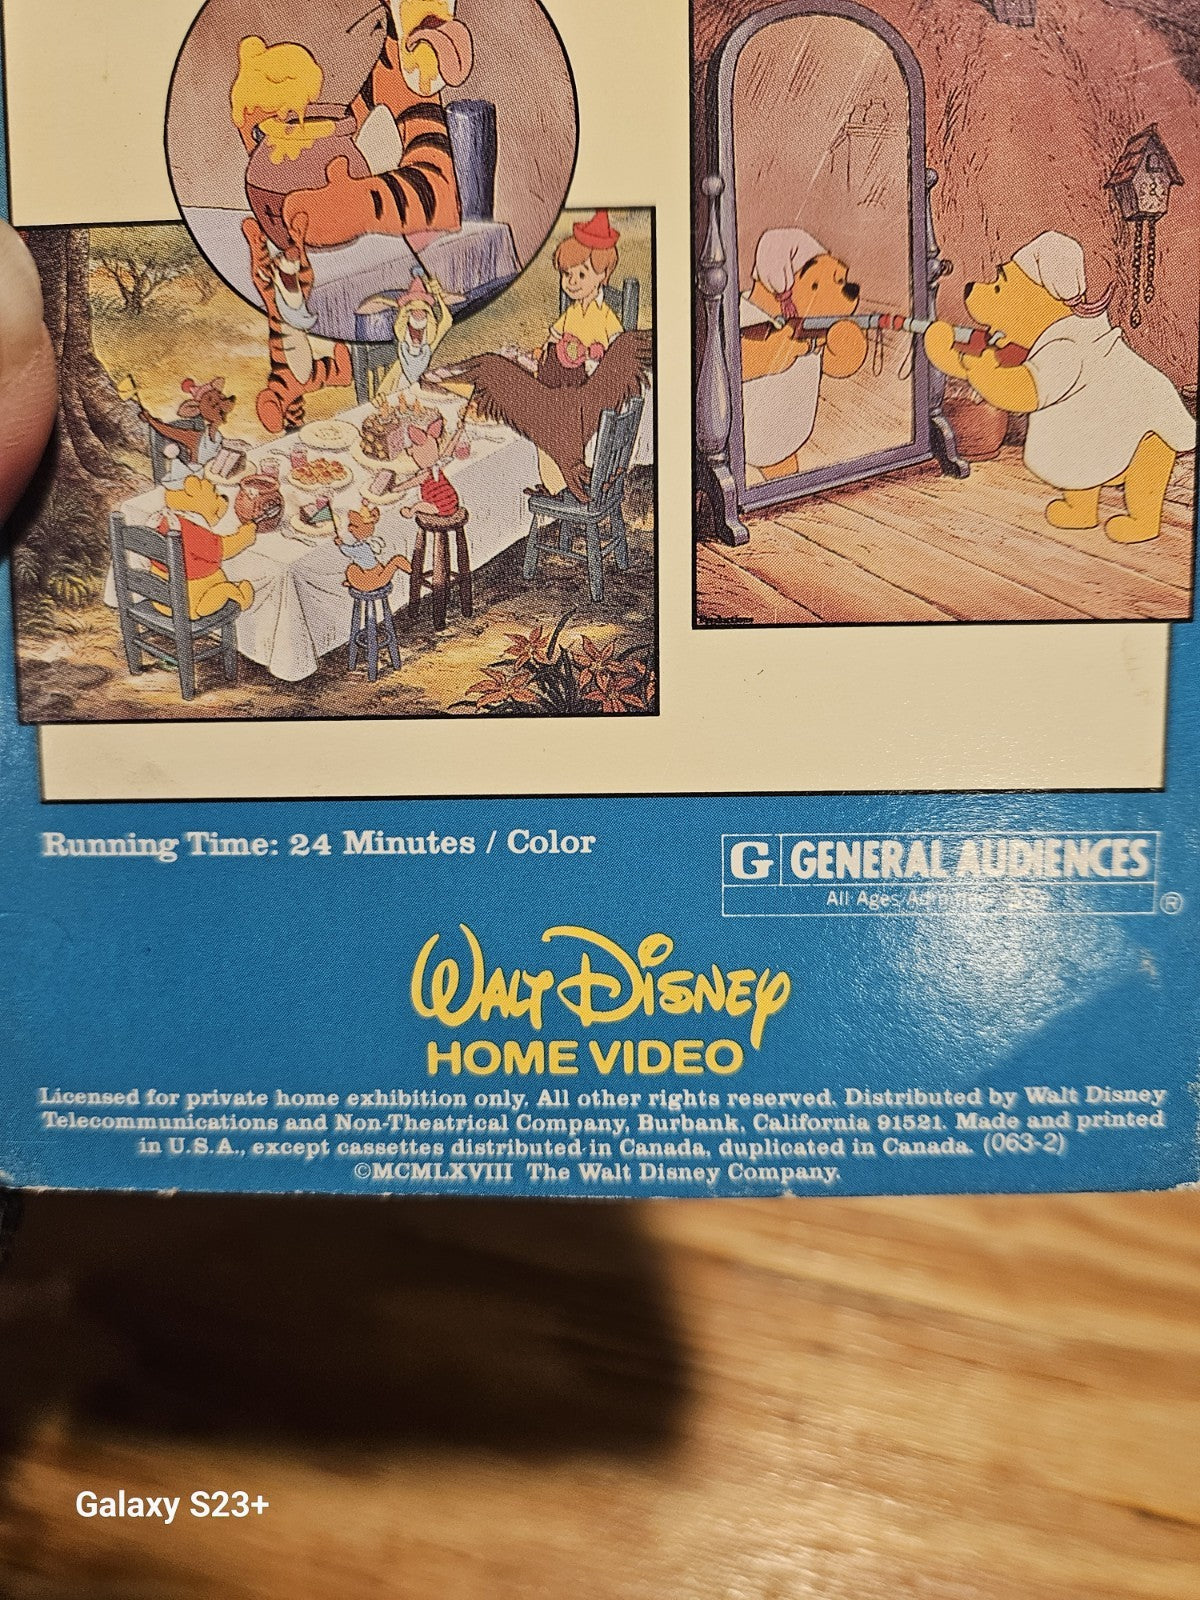 Running Time: 24 Minutes / Color
G GENERAL AUDIENCES
All Ages Admitted
®
WALT DISNEY
HOME VIDEO
Licensed for private home exhibition only. All other rights reserved. Distributed by Walt Disney
Telecommunications and Non-Theatrical Company, Burbank, California 91521. Made and printed
in U.S.A., except cassettes distributed in Canada, duplicated in Canada. (063-2)
©MCMLXVIII The Walt Disney Company.
Galaxy S23+